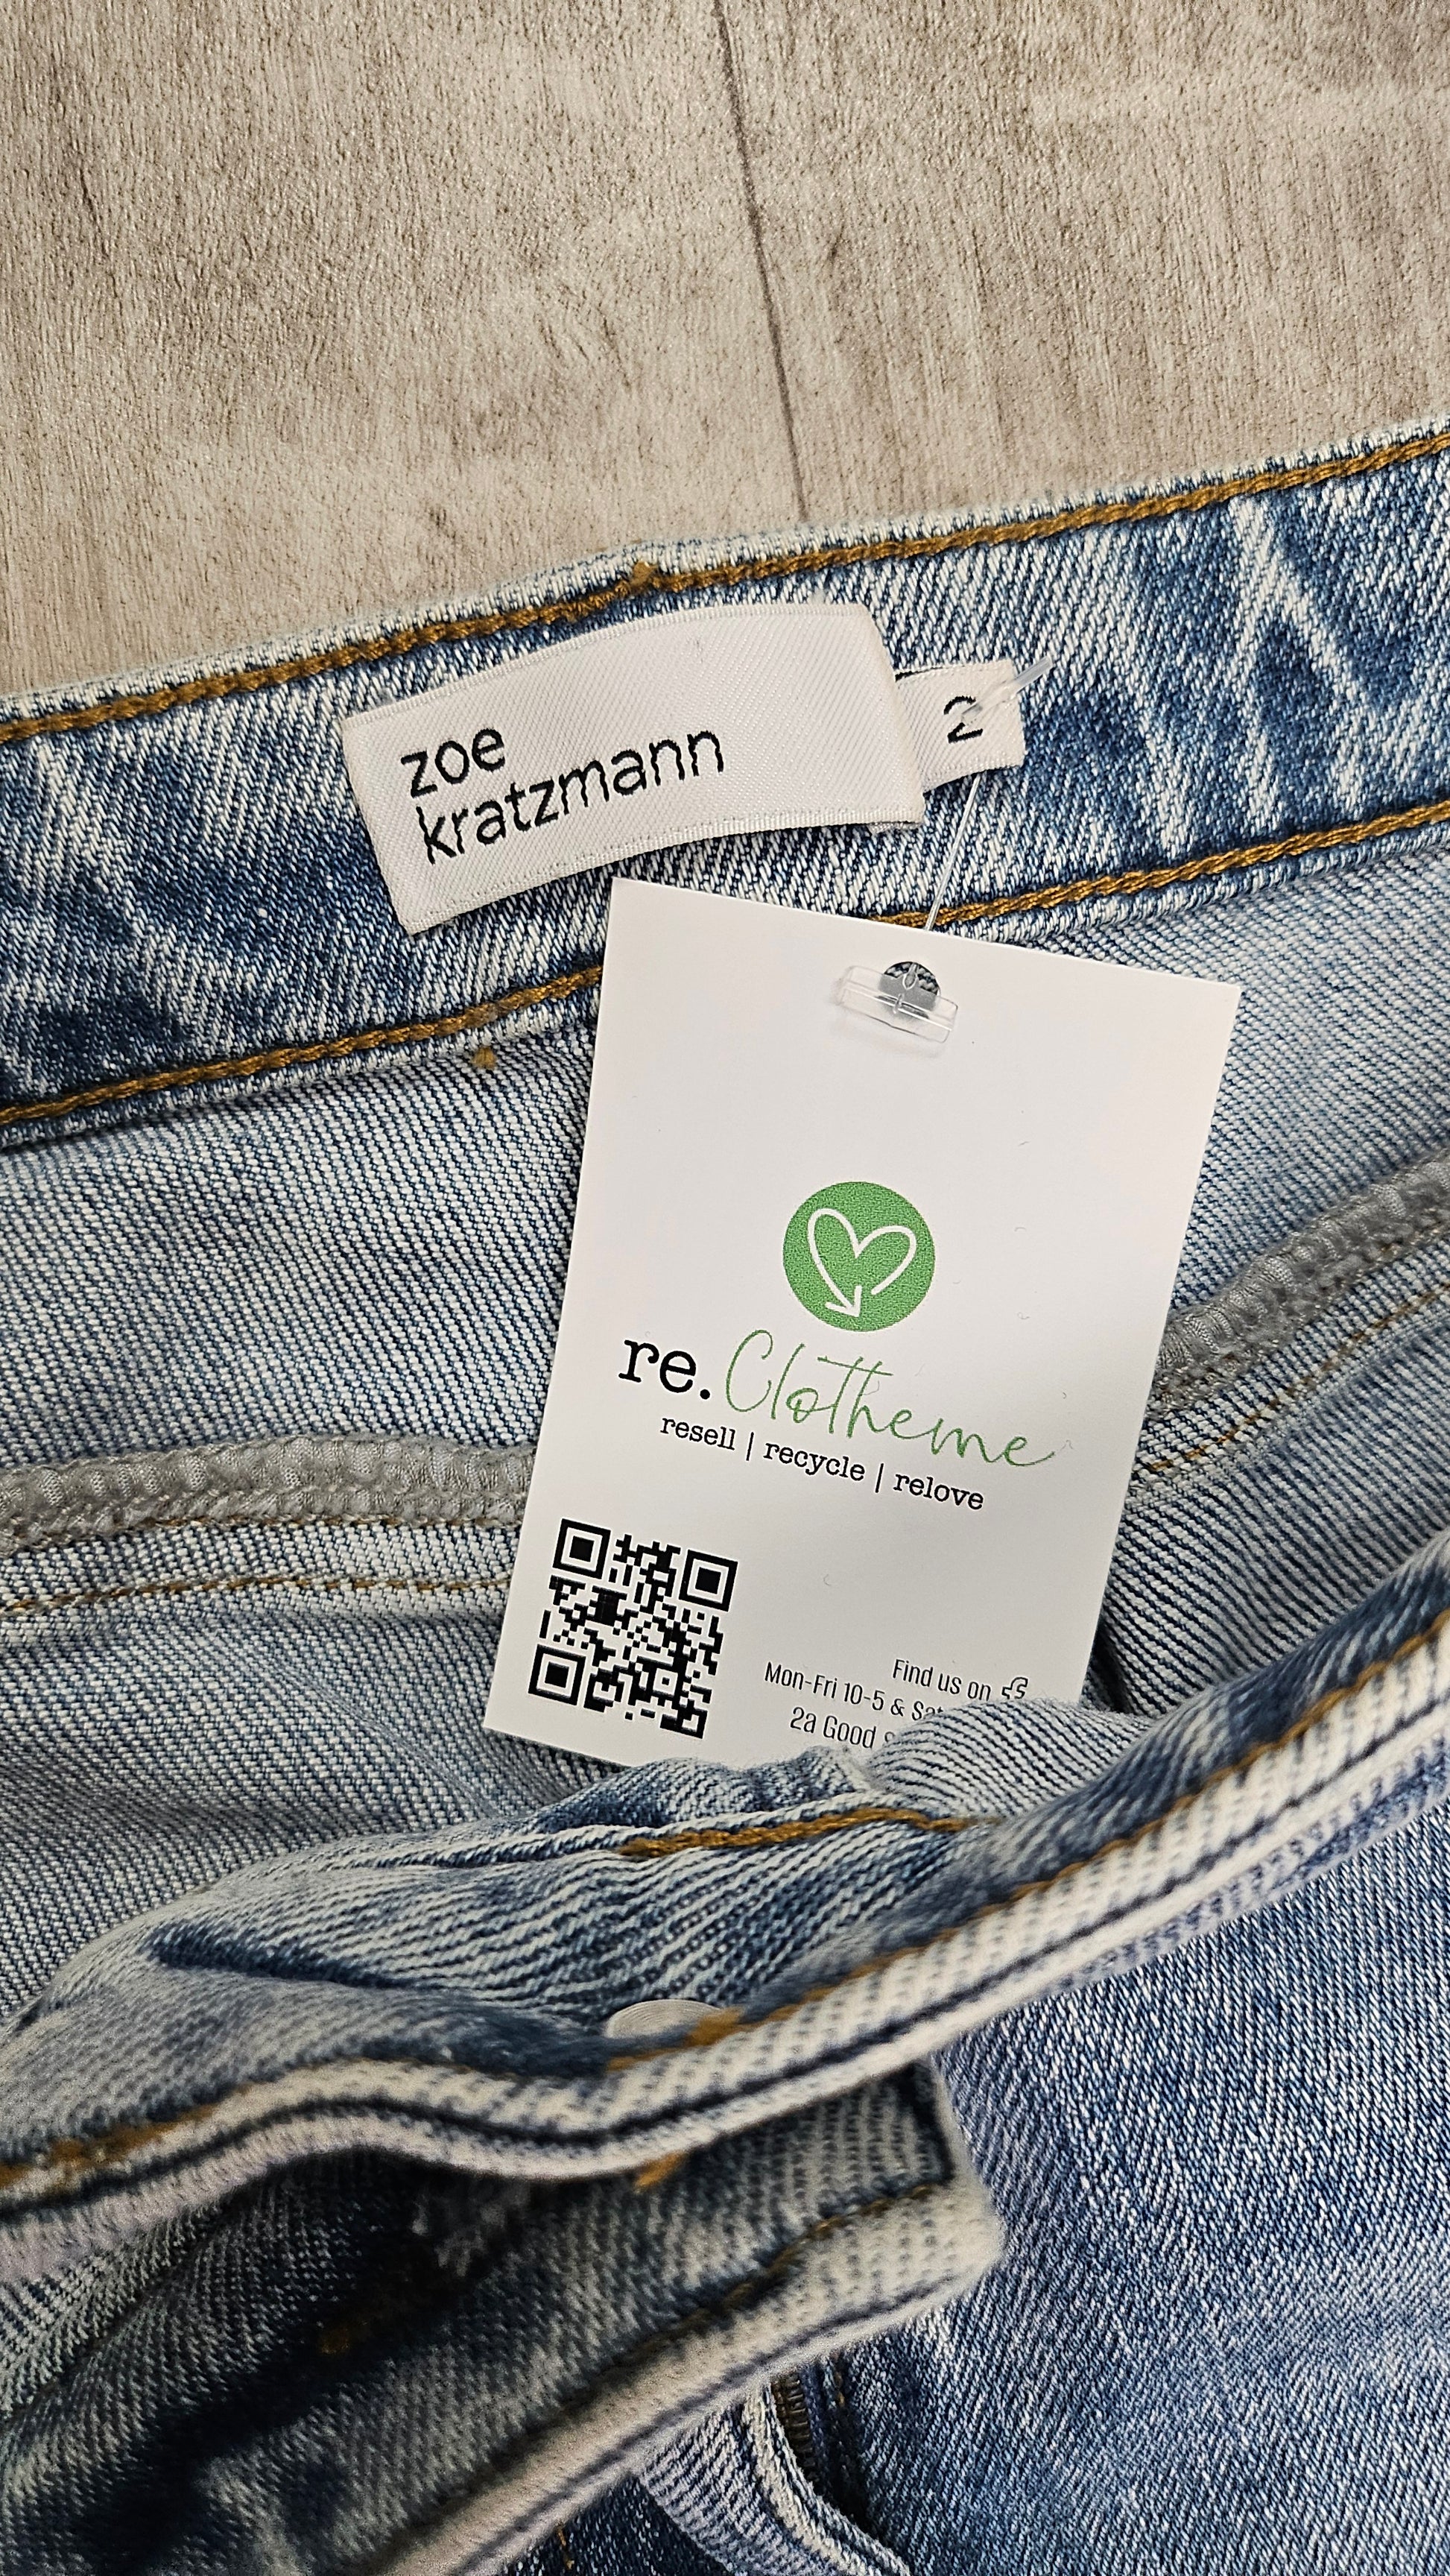 zoe
kratzmann
2
re.Clotheme
resell | recycle | relove
Find us on
Mon-Fri 10-5 &
2a Good